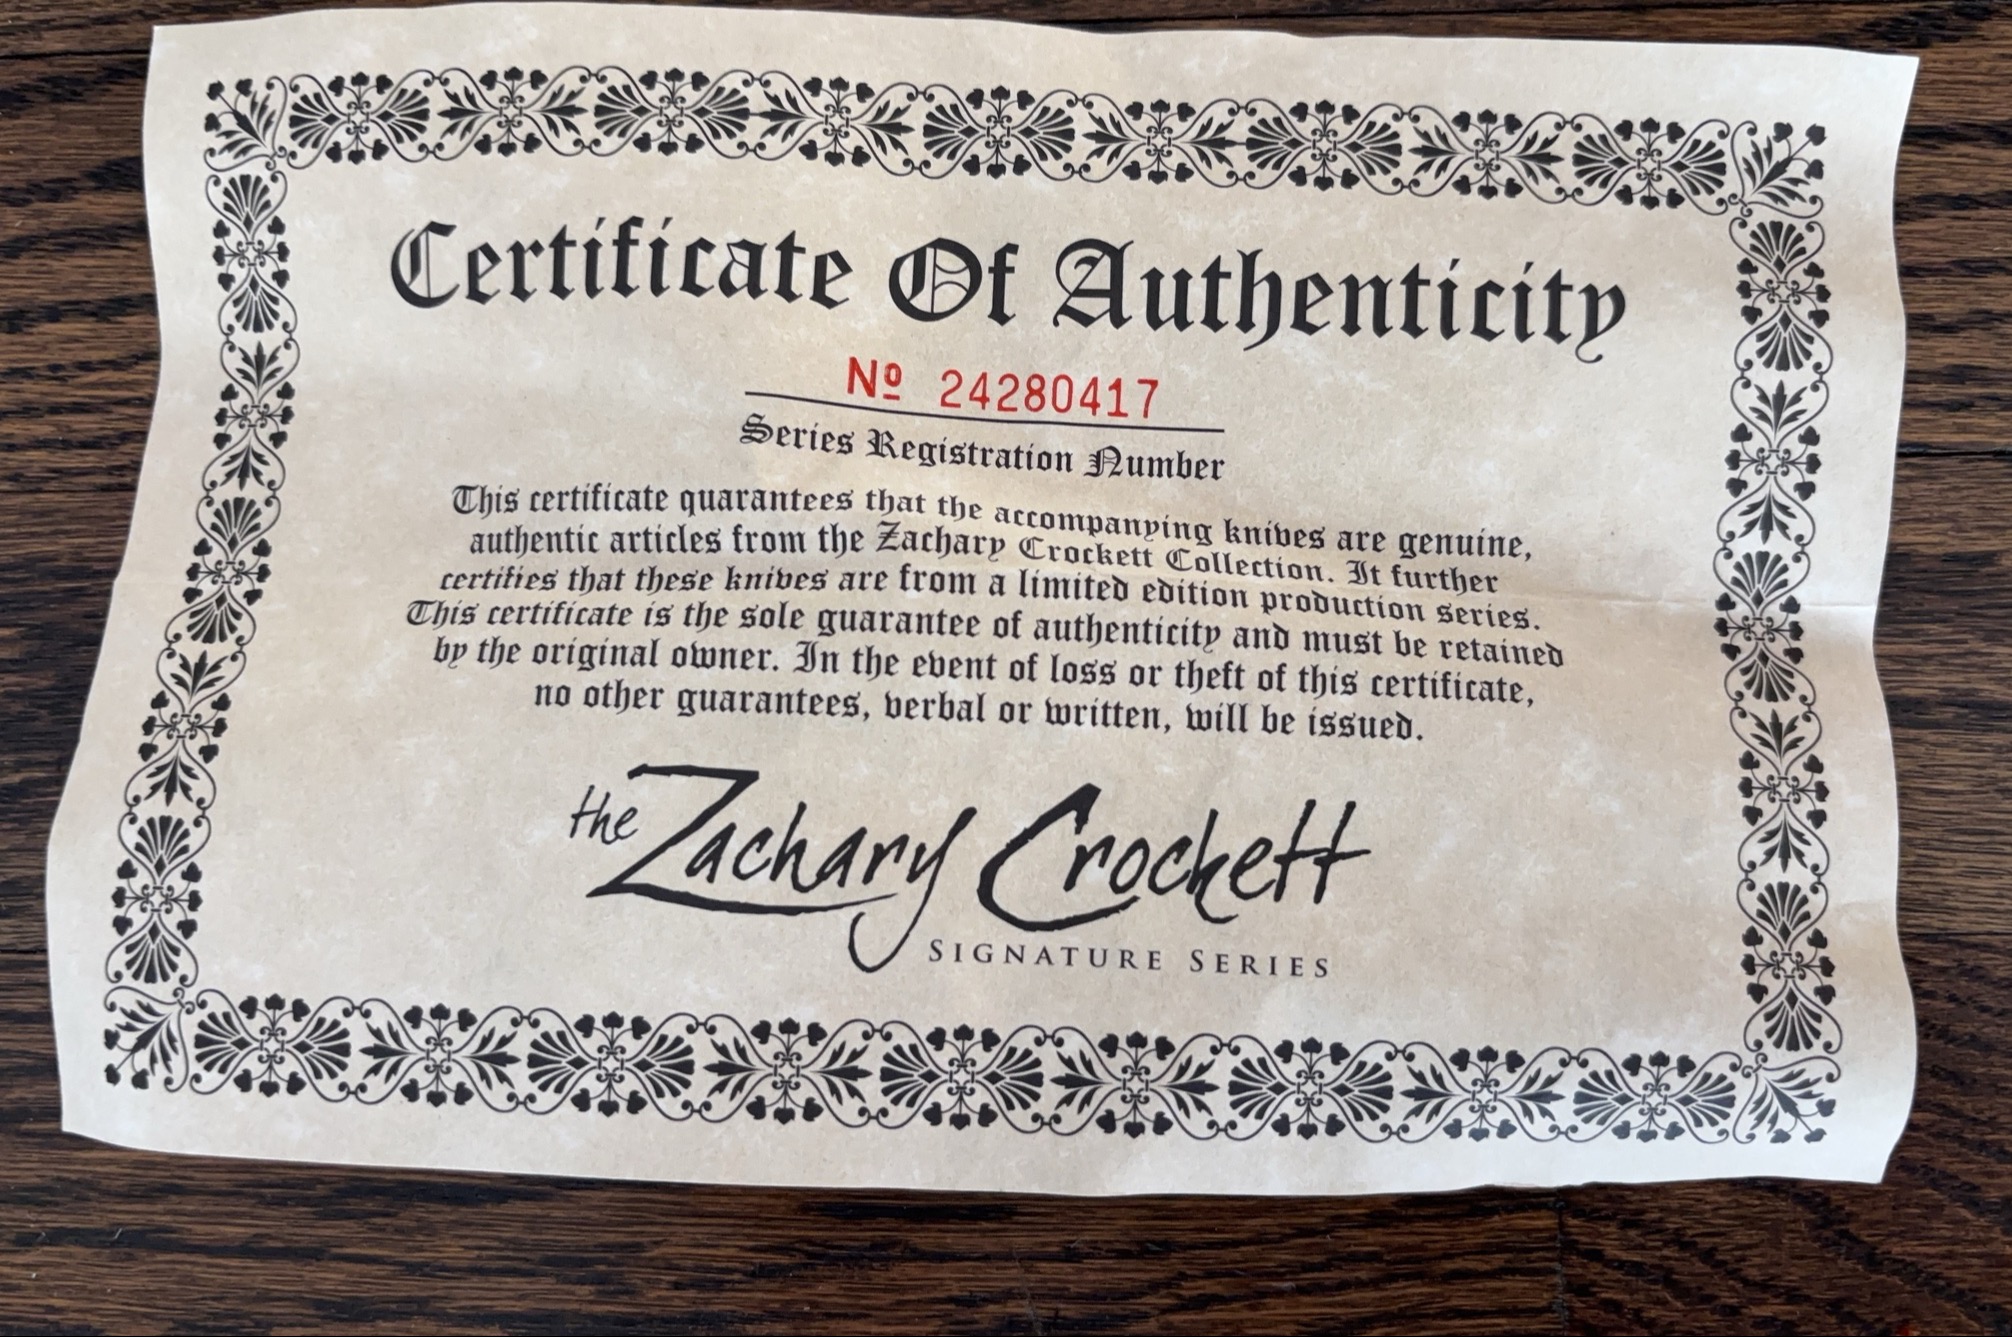 Certificate Of Authenticity
Nº 24280417
Series Registration Number
This certificate guarantees that the accompanying knives are genuine,
authentic articles from the Zachary Crockett Collection. It further
certifies that these knives are from a limited edition production series.
This certificate is the sole guarantee of authenticity and must be retained
by the original owner. In the event of loss or theft of this certificate,
no other guarantees, verbal or written, will be issued.
the Zachary Crockett
SIGNATURE SERIES